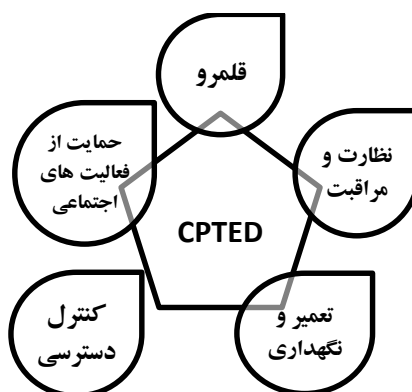 قلمرو
نظارت و
مراقبت
حمایت از
فعالیت های
اجتماعی
CPTED
تعمیر و
نگهداری
کنترل
دسترسی